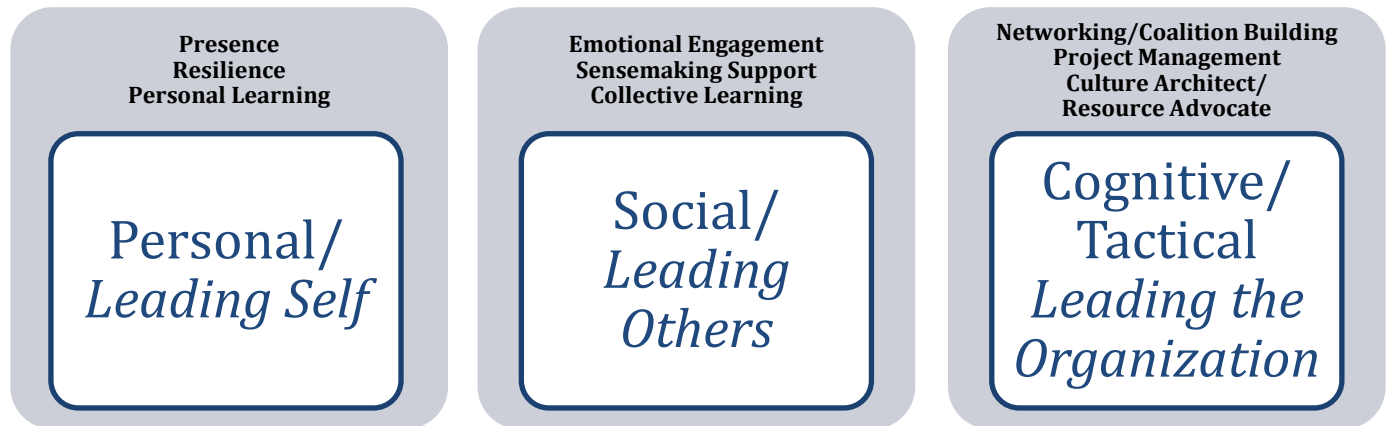 Presence
Resilience
Personal Learning
Personal/
Leading Self
Emotional Engagement
Sensemaking Support
Collective Learning
Social/
Leading
Others
Networking/Coalition Building
Project Management
Culture Architect/
Resource Advocate
Cognitive/
Tactical
Leading the
Organization